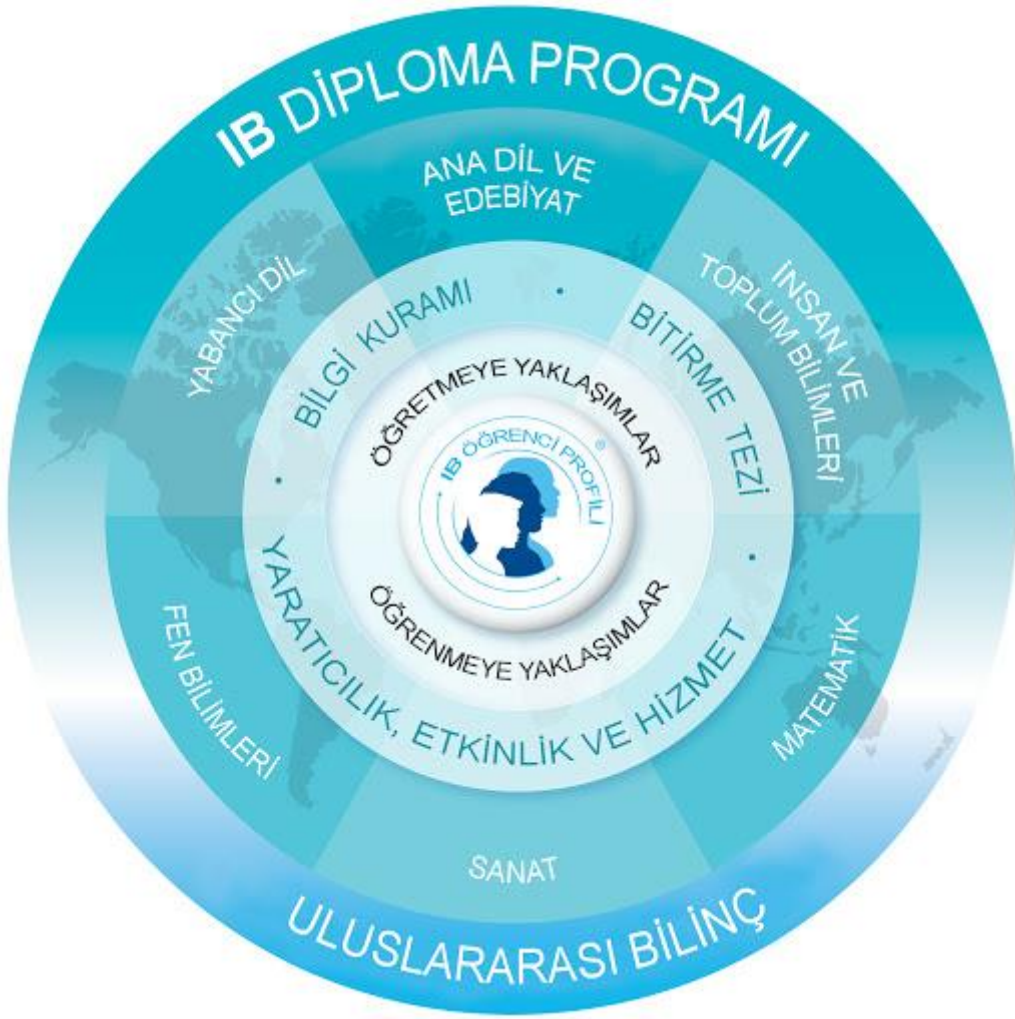 IB DİPLOMA PROGRAMI
ANA DİL VE
EDEBİYAT
YABANCI DİL
İNSAN VE
TOPLUM BİLİMLERİ
BİLGİ KURAMI
BİTİRME TEZİ
ÖĞRETMEYE YAKLAŞIMLAR
IB ÖĞRENCİ PROFİLİ ®
ÖĞRENMEYE YAKLAŞIMLAR
YARATICILIK, ETKİNLİK VE HİZMET
FEN BİLİMLERİ
MATEMATİK
SANAT
ULUSLARARASI BİLİNÇ